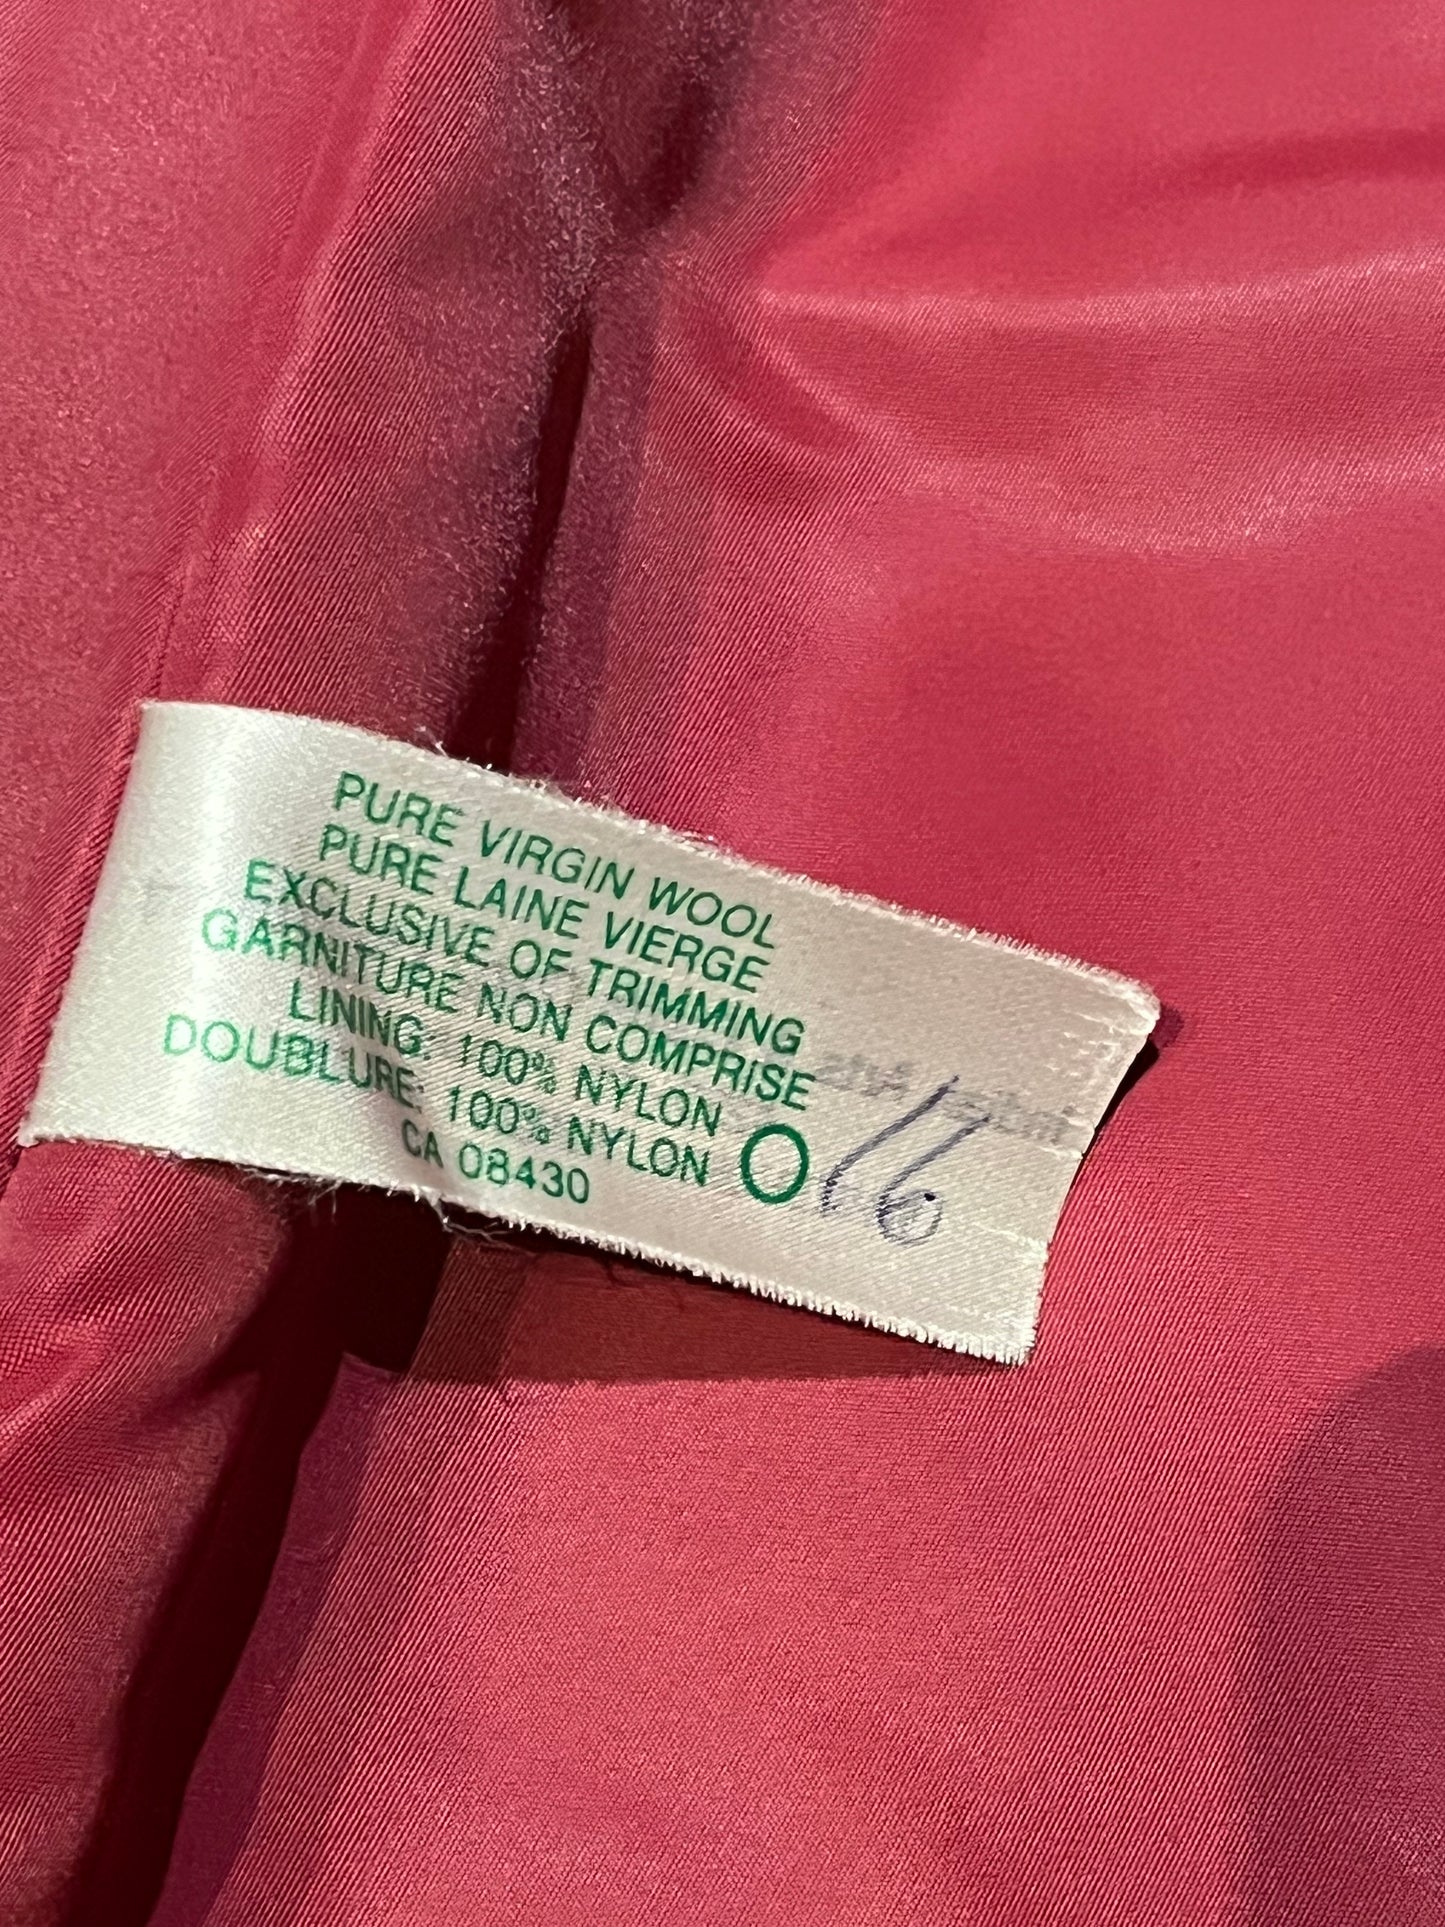 PURE VIRGIN WOOL
PURE LAINE VIERGE
EXCLUSIVE OF TRIMMING
GARNITURE NON COMPRISE
LINING: 100% NYLON
DOUBLURE: 100% NYLON
CA 08430
16